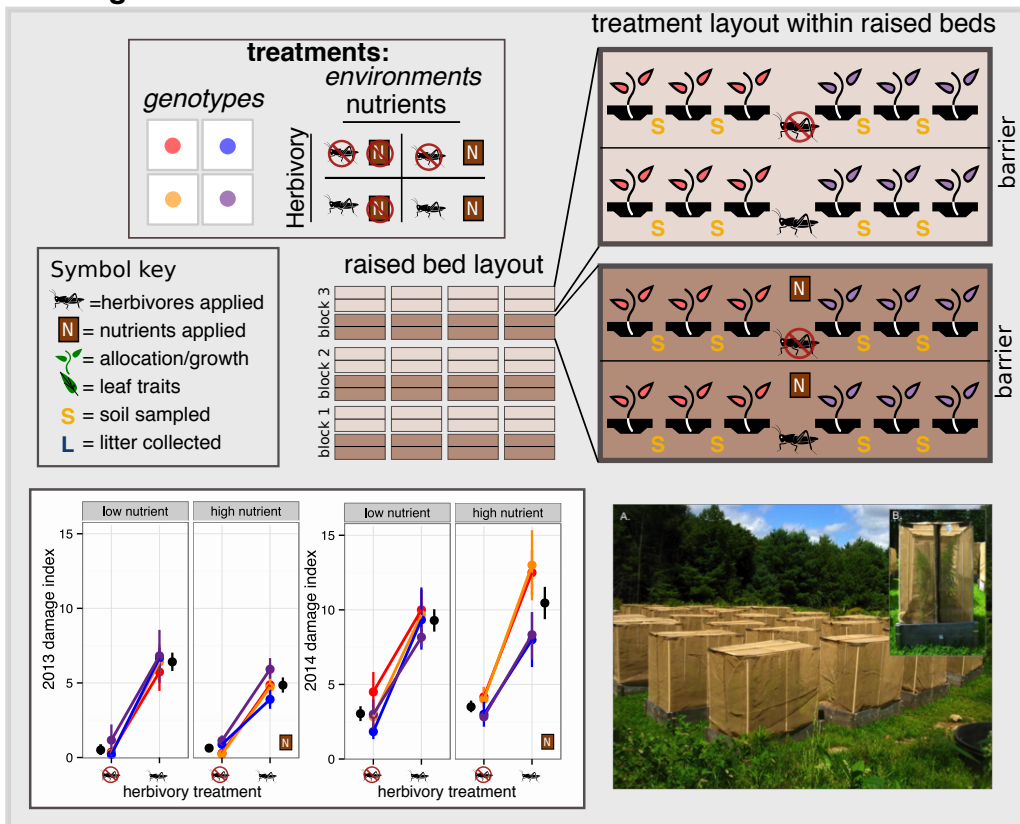 treatments:
genotypes
environments
nutrients
Herbivory
N
N
N
N
Symbol key
=herbivores applied
N = nutrients applied
= allocation/growth
= leaf traits
S = soil sampled
L = litter collected
raised bed layout
block 3
block 2
block 1
treatment layout within raised beds
S S S S
S S S S
barrier
N
S S S S
N
S S S S
barrier
low nutrient high nutrient
2013 damage index
15
10
5
0
N
herbivory treatment
low nutrient high nutrient
2014 damage index
15
10
5
0
N
herbivory treatment
A.
B.